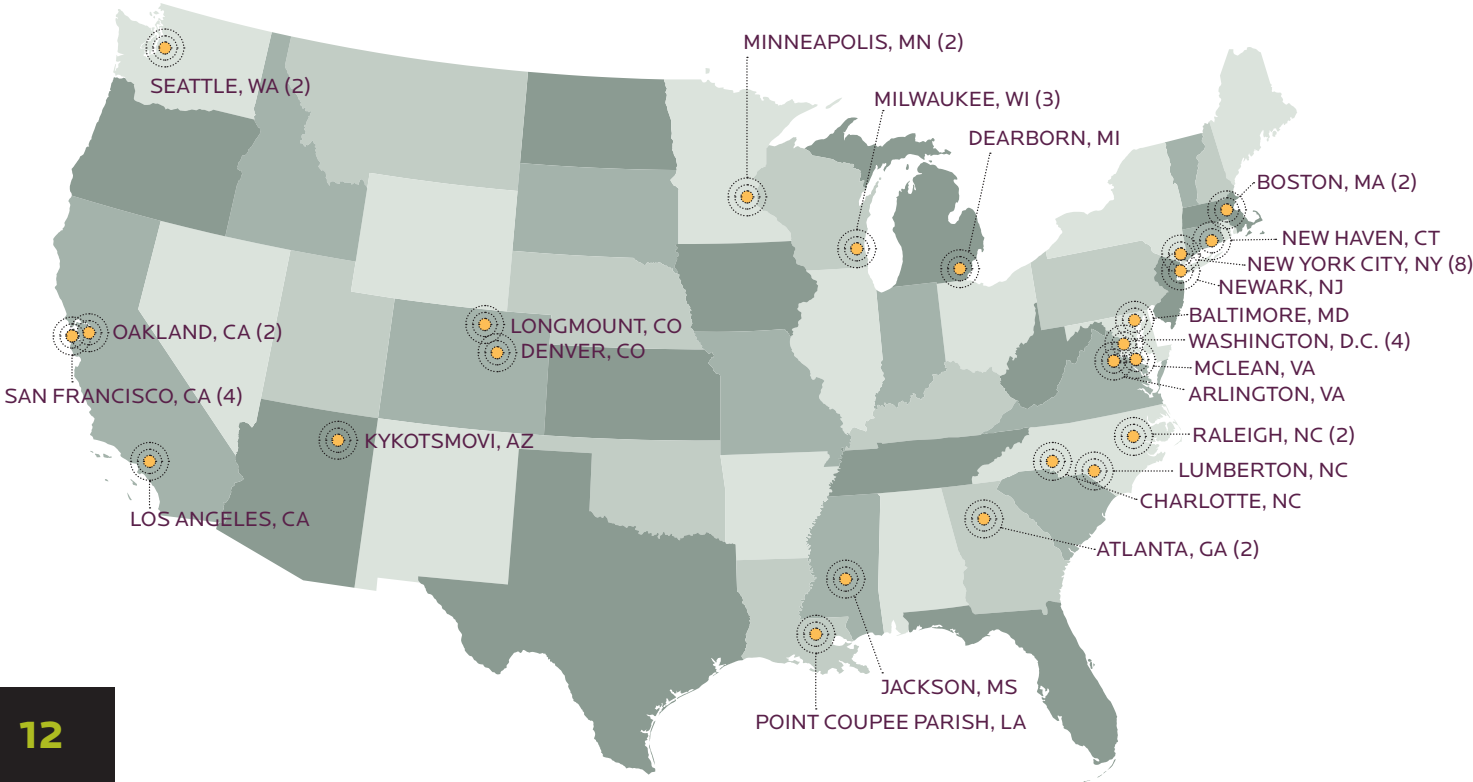 MINNEAPOLIS, MN (2)
SEATTLE, WA (2)
MILWAUKEE, WI (3)
DEARBORN, MI
BOSTON, MA (2)
NEW HAVEN, CT
NEW YORK CITY, NY (8)
NEWARK, NJ
BALTIMORE, MD
OAKLAND, CA (2)
LONGMOUNT, CO
WASHINGTON, D.C. (4)
DENVER, CO
MCLEAN, VA
SAN FRANCISCO, CA (4)
ARLINGTON, VA
KYKOTSMOVI, AZ
RALEIGH, NC (2)
LUMBERTON, NC
CHARLOTTE, NC
LOS ANGELES, CA
ATLANTA, GA (2)
JACKSON, MS
POINT COUPEE PARISH, LA
12